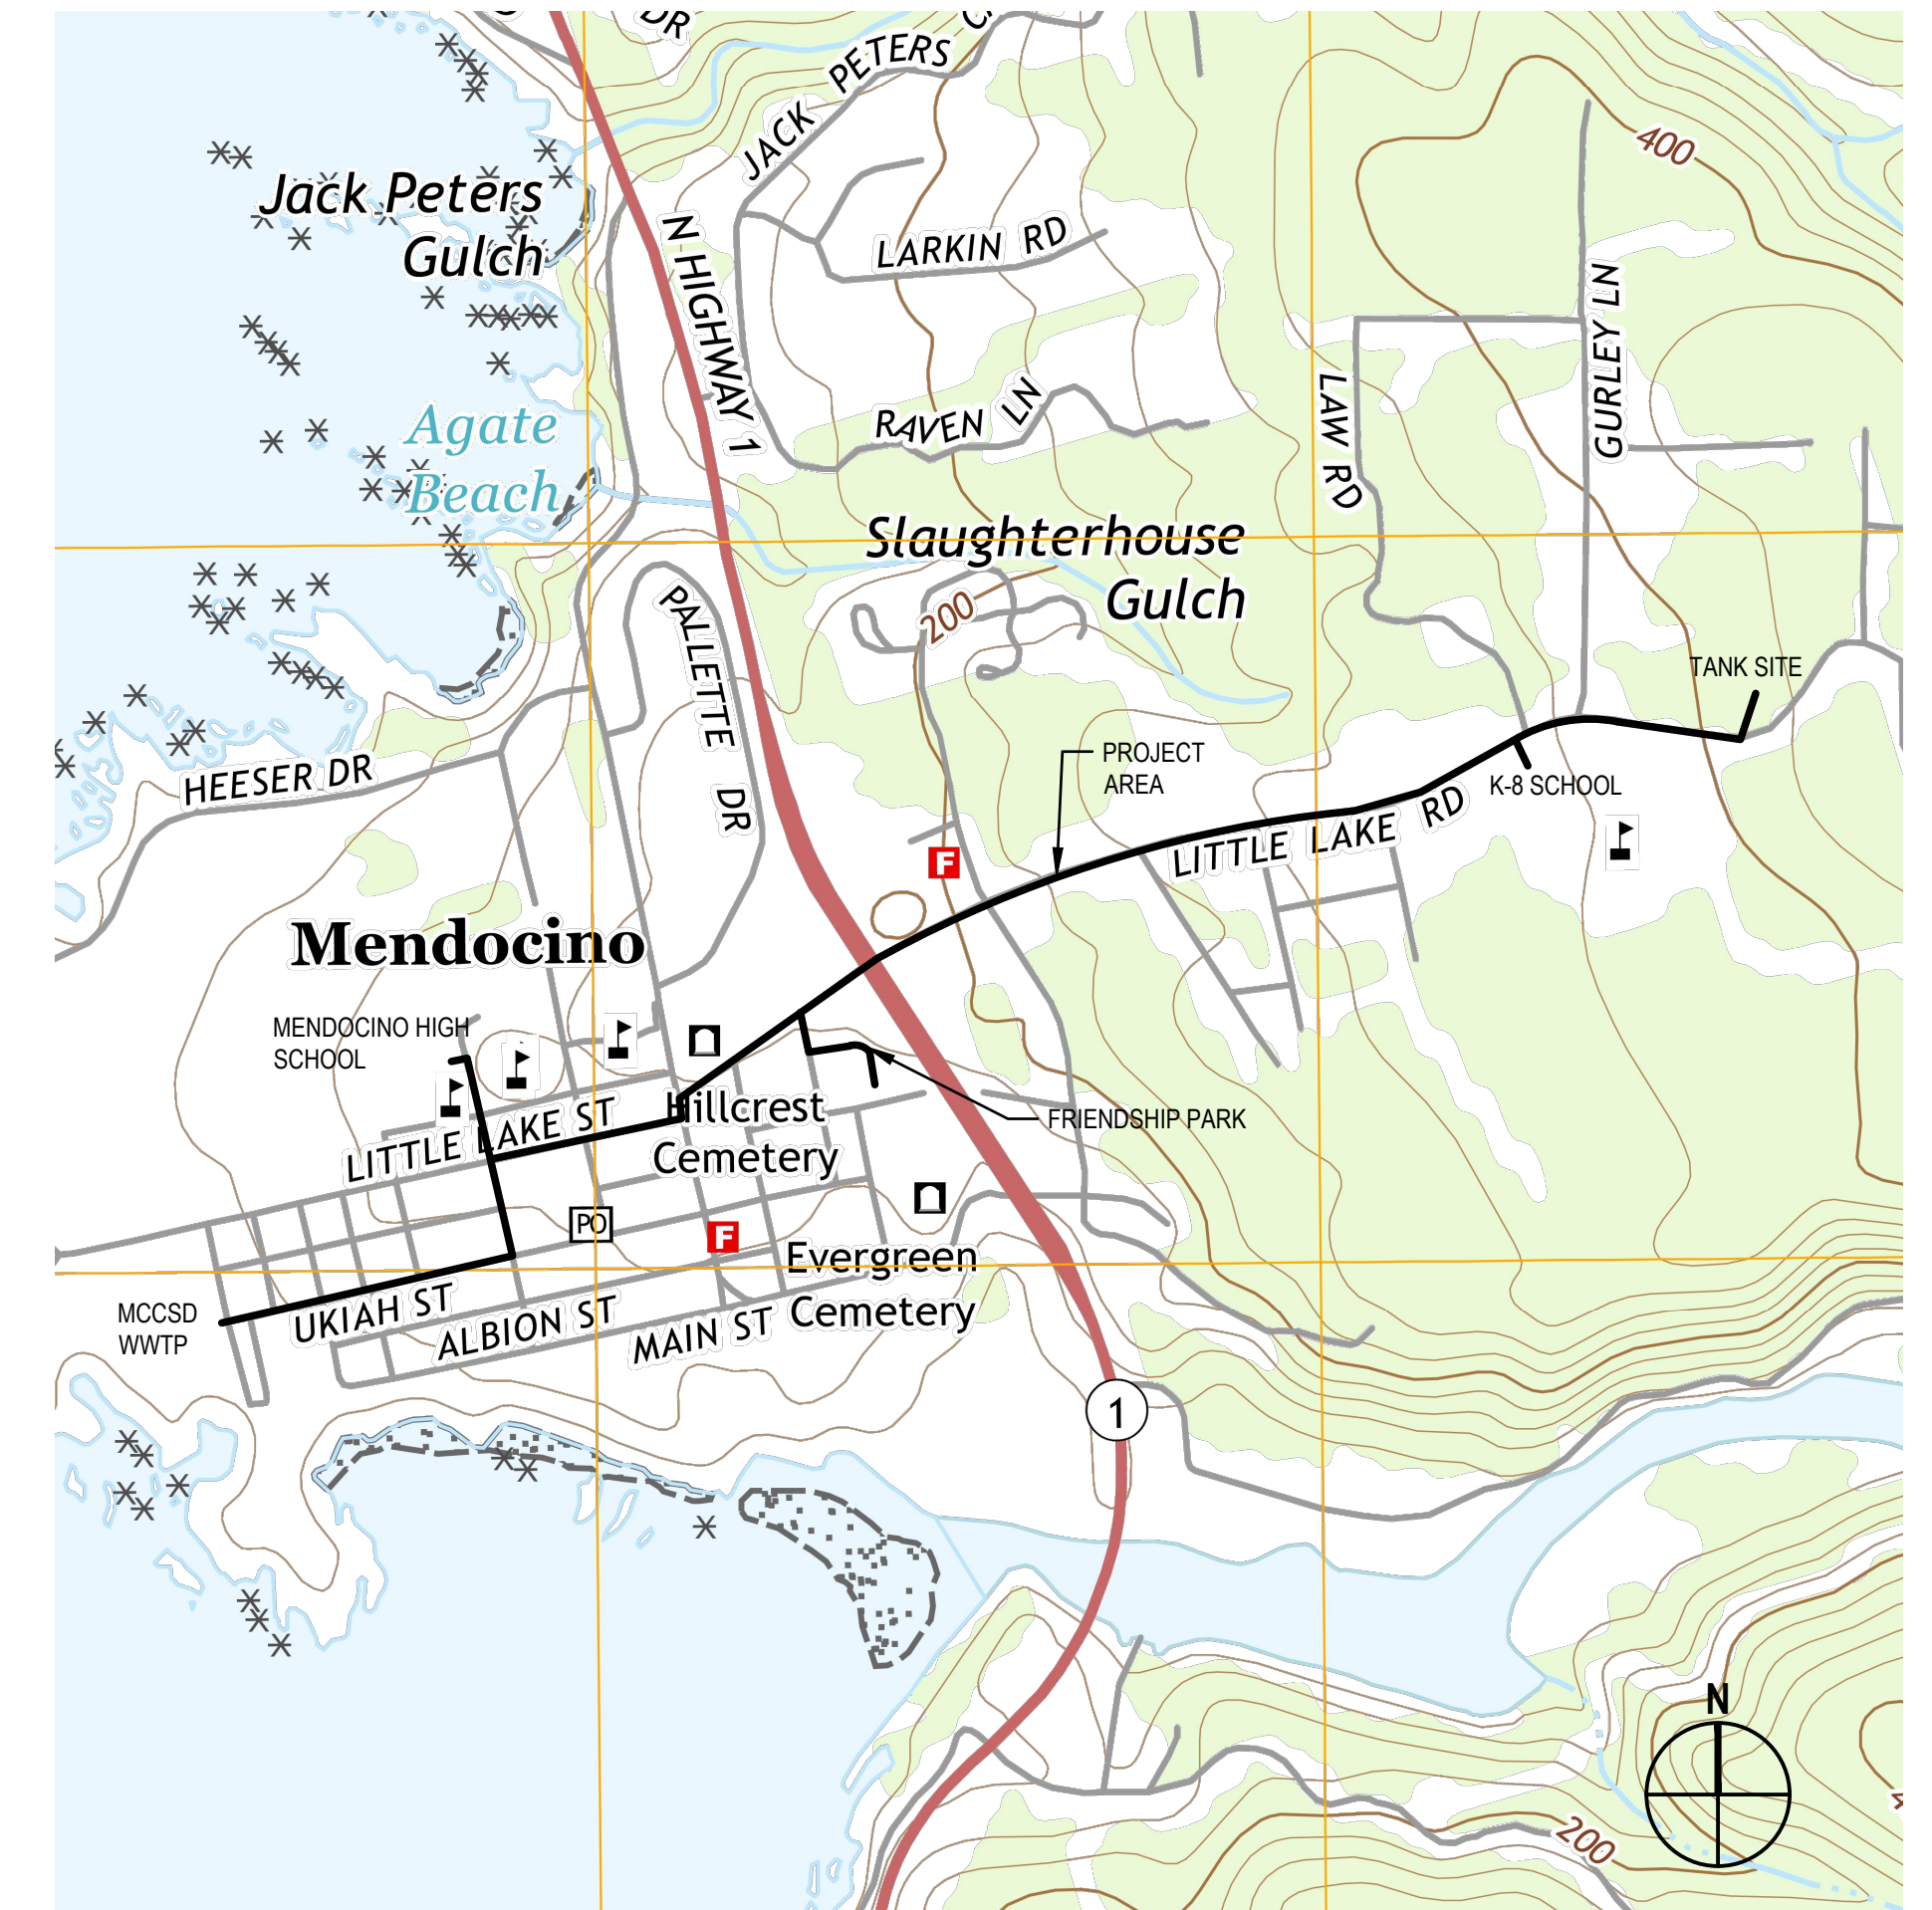 DR
JACK PETERS
Jack Peters
Gulch
N HIGHWAY 1
LARKIN RD
400
GURLEY LN
LAW RD
RAVEN LN
Agate
Beach
Slaughterhouse
Gulch
200
PALLETTE DR
TANK SITE
HEESER DR
PROJECT
AREA
K-8 SCHOOL
LITTLE LAKE RD
F
Mendocino
MENDOCINO HIGH
SCHOOL
LITTLE LAKE ST
Hillcrest
Cemetery
FRIENDSHIP PARK
PO
F
Evergreen
Cemetery
MCCSD
WWTP
UKIAH ST
ALBION ST
MAIN ST
1
N
200